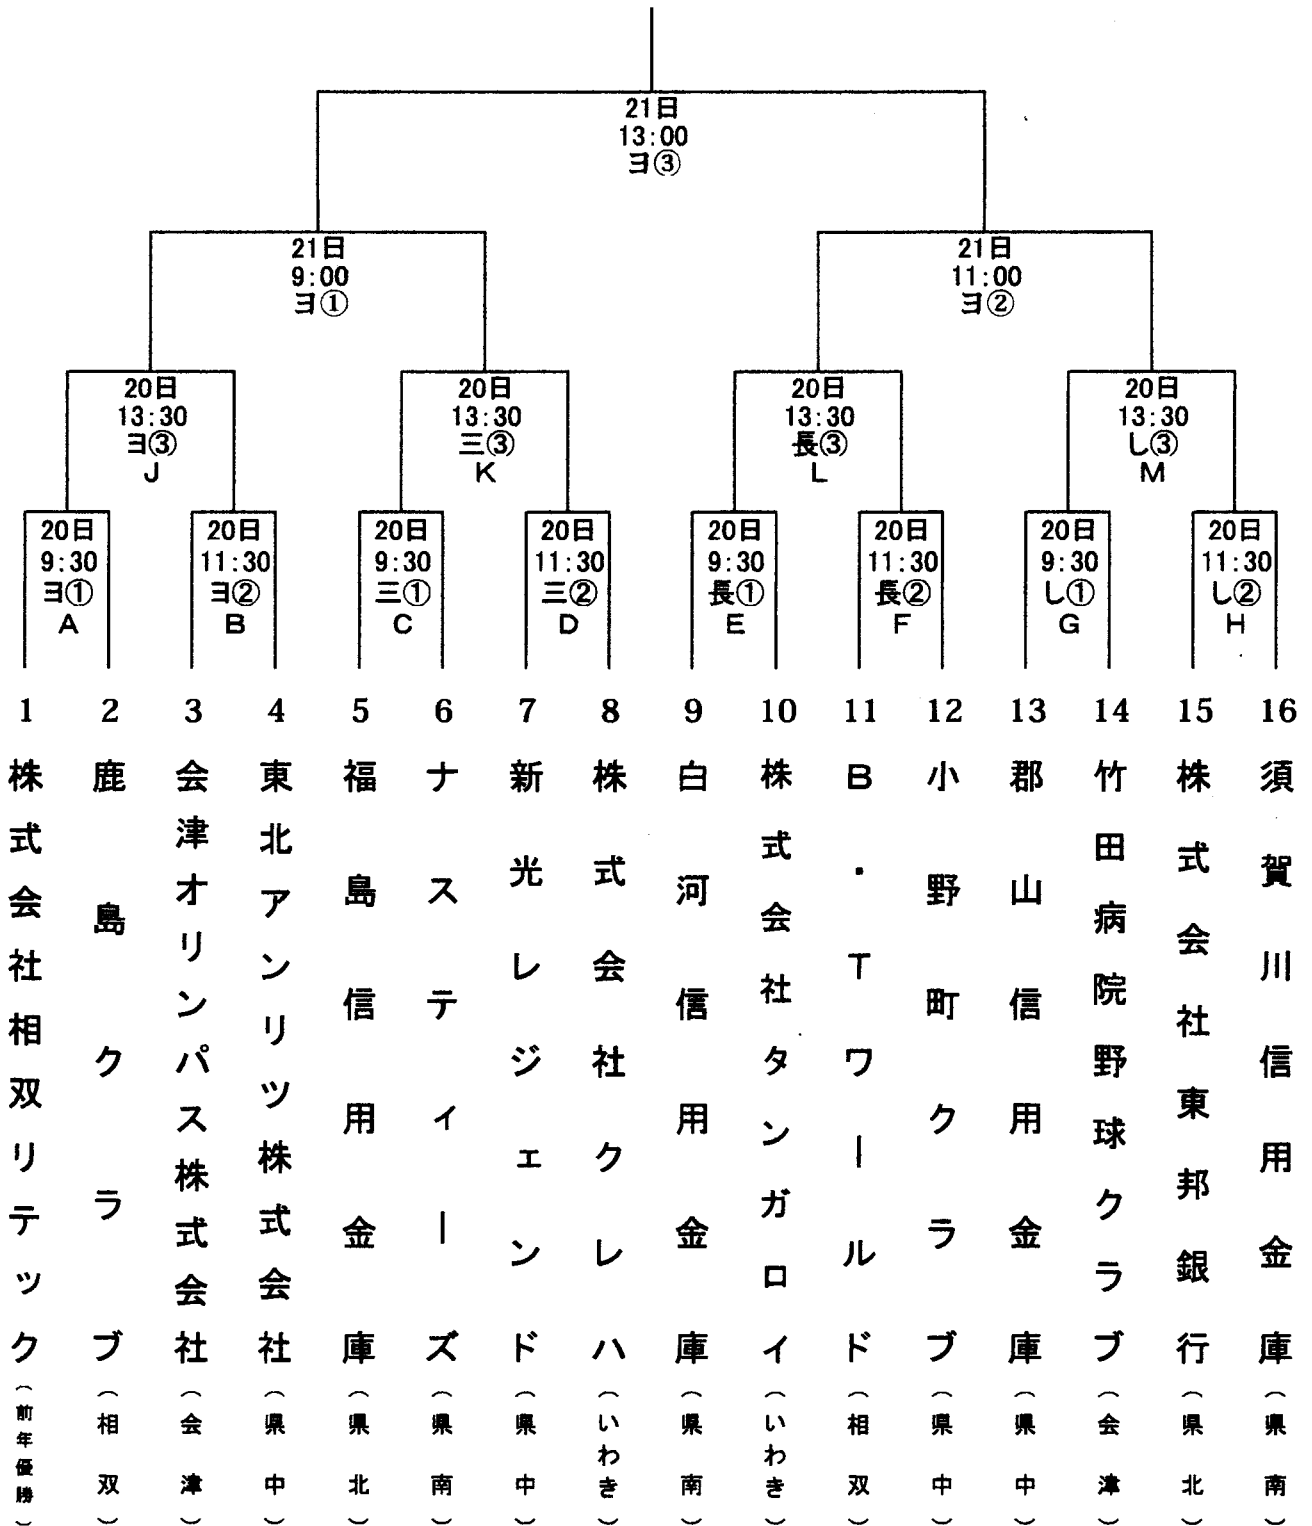 21日
13:00
ヨ③
21日
9:00
ヨ①
21日
11:00
ヨ②
20日
13:30
ヨ③
J
20日
13:30
三③
K
20日
13:30
長③
L
20日
13:30
し③
M
20日
9:30
ヨ①
A
20日
11:30
ヨ②
B
20日
9:30
三①
C
20日
11:30
三②
D
20日
9:30
長①
E
20日
11:30
長②
F
20日
9:30
し①
G
20日
11:30
し②
H
1
株式会社相双リテック
(前年優勝)
2
鹿島クラブ
(相双)
3
会津オリンパス株式会社
(会津)
4
東北アンリツ株式会社
(県中)
5
福島信用金庫
(県北)
6
ナスティーズ
(県南)
7
新光レジェンド
(県中)
8
株式会社クレハ
(いわき)
9
白河信用金庫
(県南)
10
株式会社タンガロイ
(いわき)
11
B・Tワールド
(相双)
12
小野町クラブ
(県中)
13
郡山信用金庫
(県中)
14
竹田病院野球クラブ
(会津)
15
株式会社東邦銀行
(県北)
16
須賀川信用金庫
(県南)